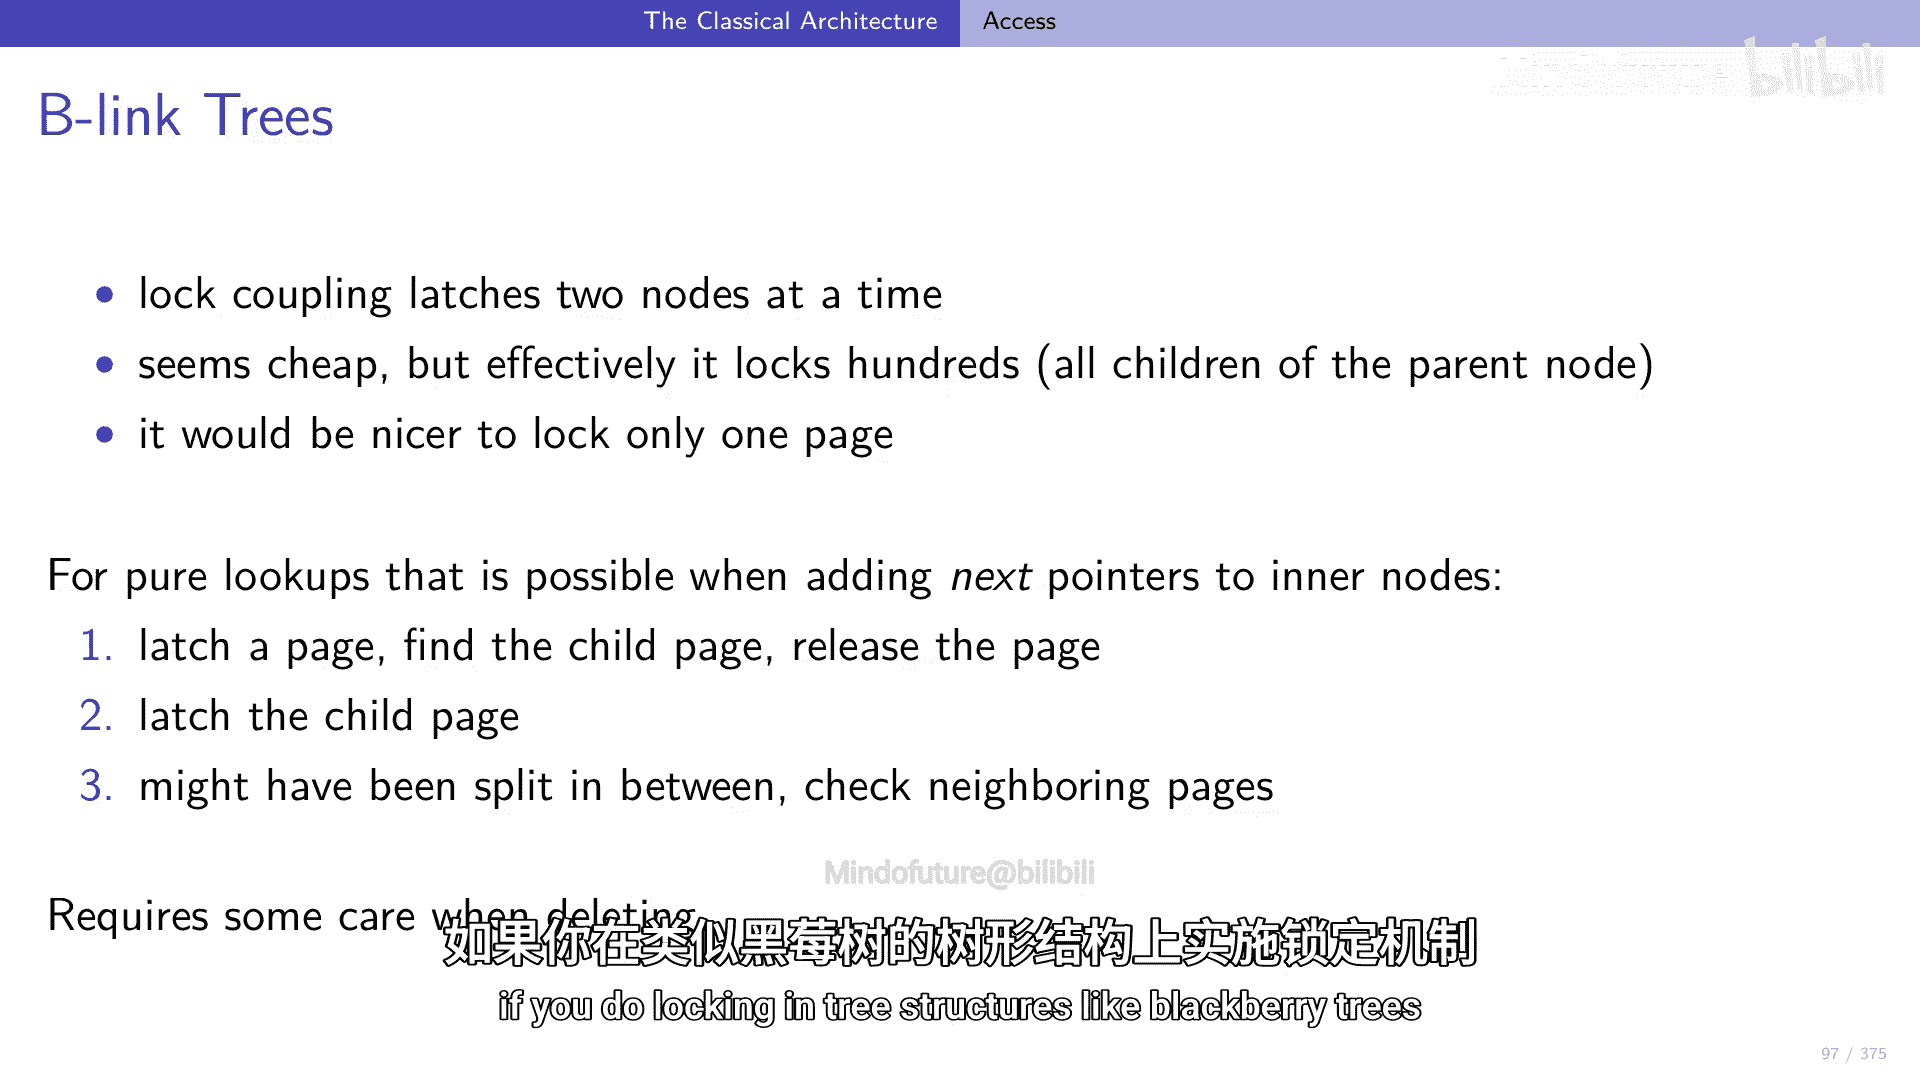 The Classical Architecture
Access
bilibili
B-link Trees
• lock coupling latches two nodes at a time
• seems cheap, but effectively it locks hundreds (all children of the parent node)
• it would be nicer to lock only one page
For pure lookups that is possible when adding next pointers to inner nodes:
1. latch a page, find the child page, release the page
2. latch the child page
3. might have been split in between, check neighboring pages
Mindofuture@bilibili
Requires some care when deleting
如果你在类似黑莓树的树形结构上实施锁定机制
if you do locking in tree structures like blackberry trees
97 / 375